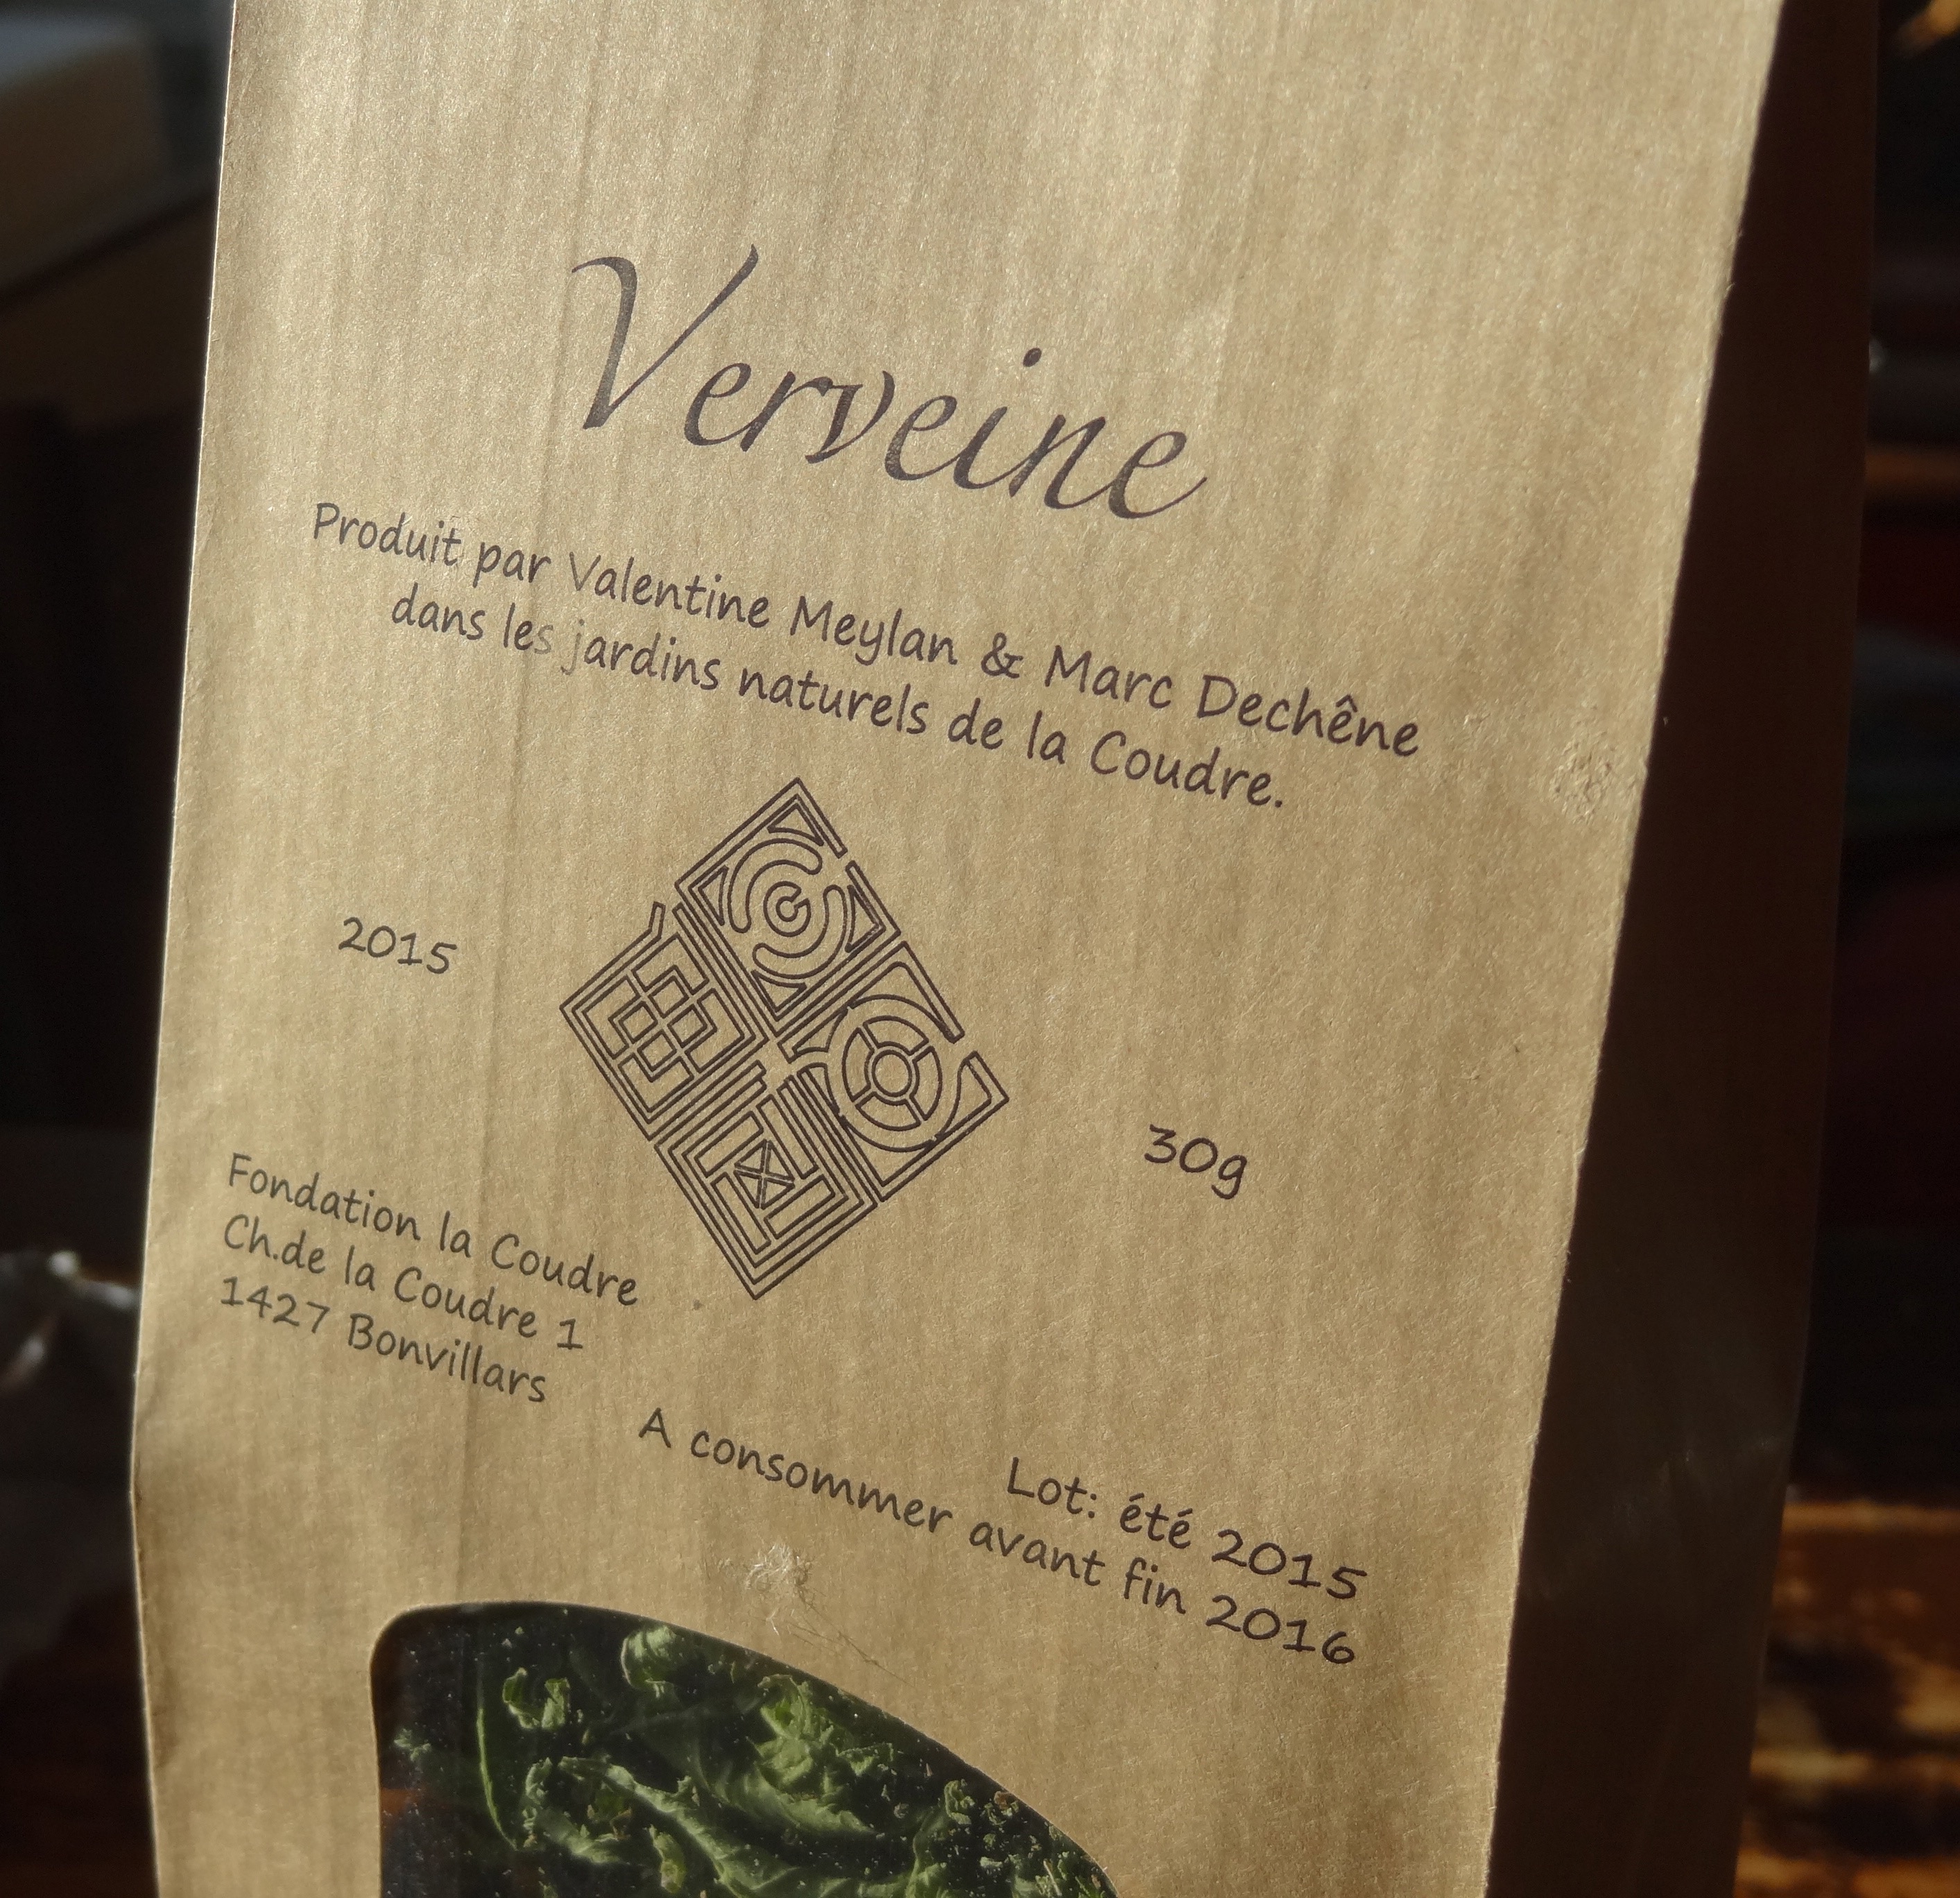 Verveine
Produit par Valentine Meylan & Marc Dechêne
dans les jardins naturels de la Coudre.
2015
30g
Fondation la Coudre
Ch.de la Coudre 1
1427 Bonvillars
Lot: été 2015
A consommer avant fin 2016